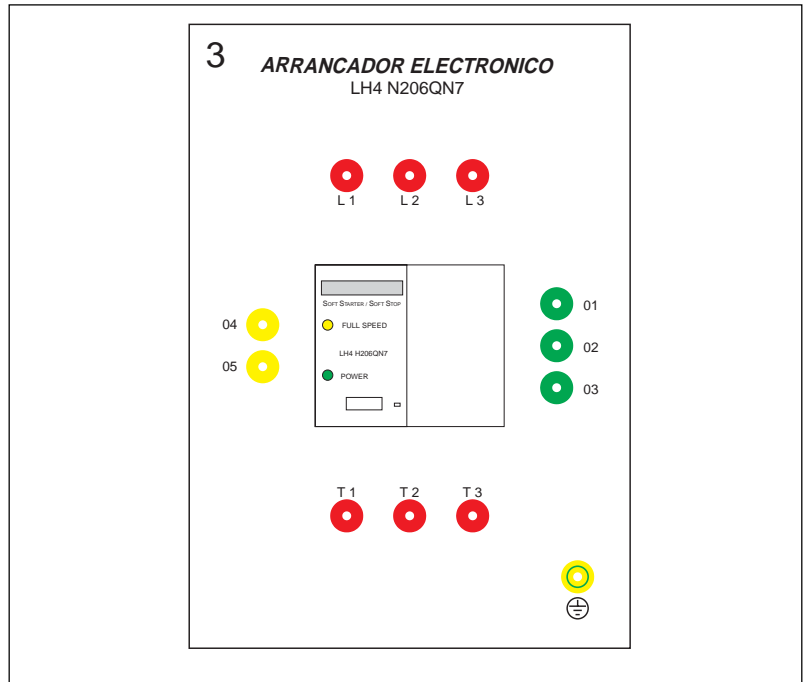 3
ARRANCADOR ELECTRONICO
LH4 N206QN7
L 1 L 2 L 3
SOFT STARTER / SOFT STOP
FULL SPEED
LH4 H206QN7
POWER
04
05
01
02
03
T 1 T 2 T 3